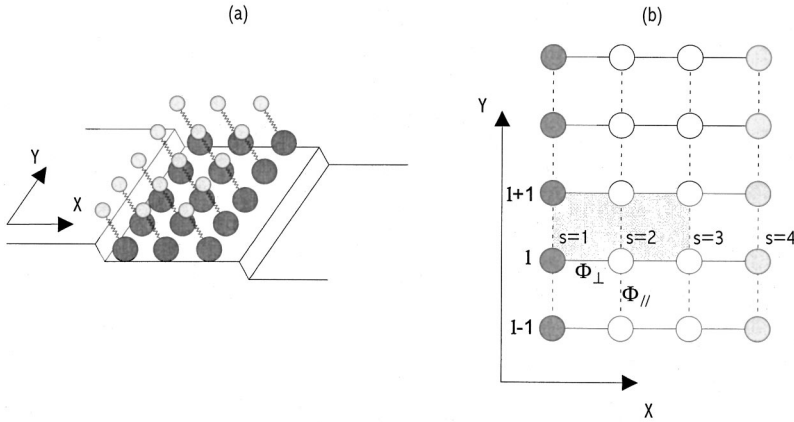 (a)
(b)
Y
X
Y
l+1
l
l-1
s=1
s=2
s=3
s=4
Φ⊥
Φ//
X